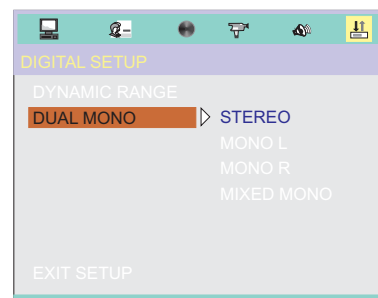 DIGITAL SETUP
DYNAMIC RANGE
DUAL MONO STEREO
MONO L
MONO R
MIXED MONO
EXIT SETUP